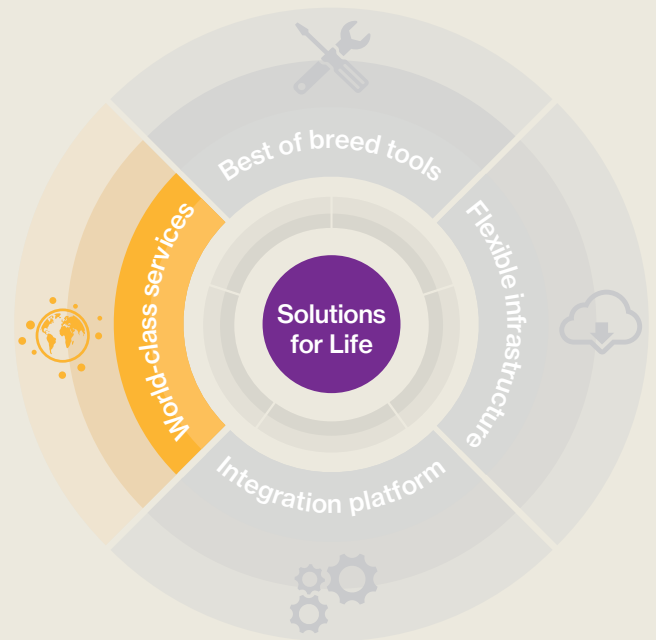 Best of breed tools
World-class services
Flexible infrastructure
Solutions
for Life
Integration platform